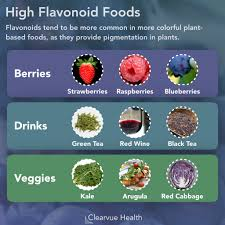 High Flavonoid Foods
Flavonoids tend to be more common in more colorful plant-
based foods, as they provide pigmentation in plants.
Berries
Strawberries Raspberries Blueberries
Drinks
Green Tea Red Wine Black Tea
Veggies
Kale Arugula Red Cabbage
Clearvue Health